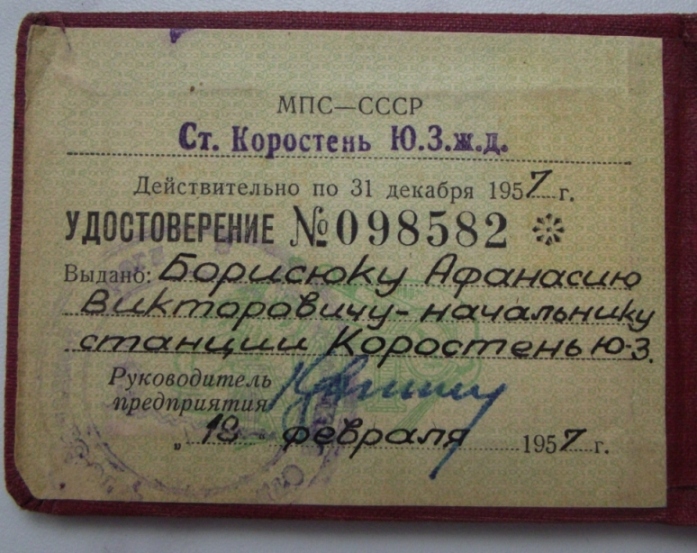 МПС—СССР
Ст. Коростень Ю.З.ж.д.
Действительно по 31 декабря 1957 г.
УДОСТОВЕРЕНИЕ №098582
Выдано: Борисюку Афанасию
Викторовичу - начальнику
станции Коростень Ю-З.
Руководитель
предприятия
„18 февраля 1957 г.